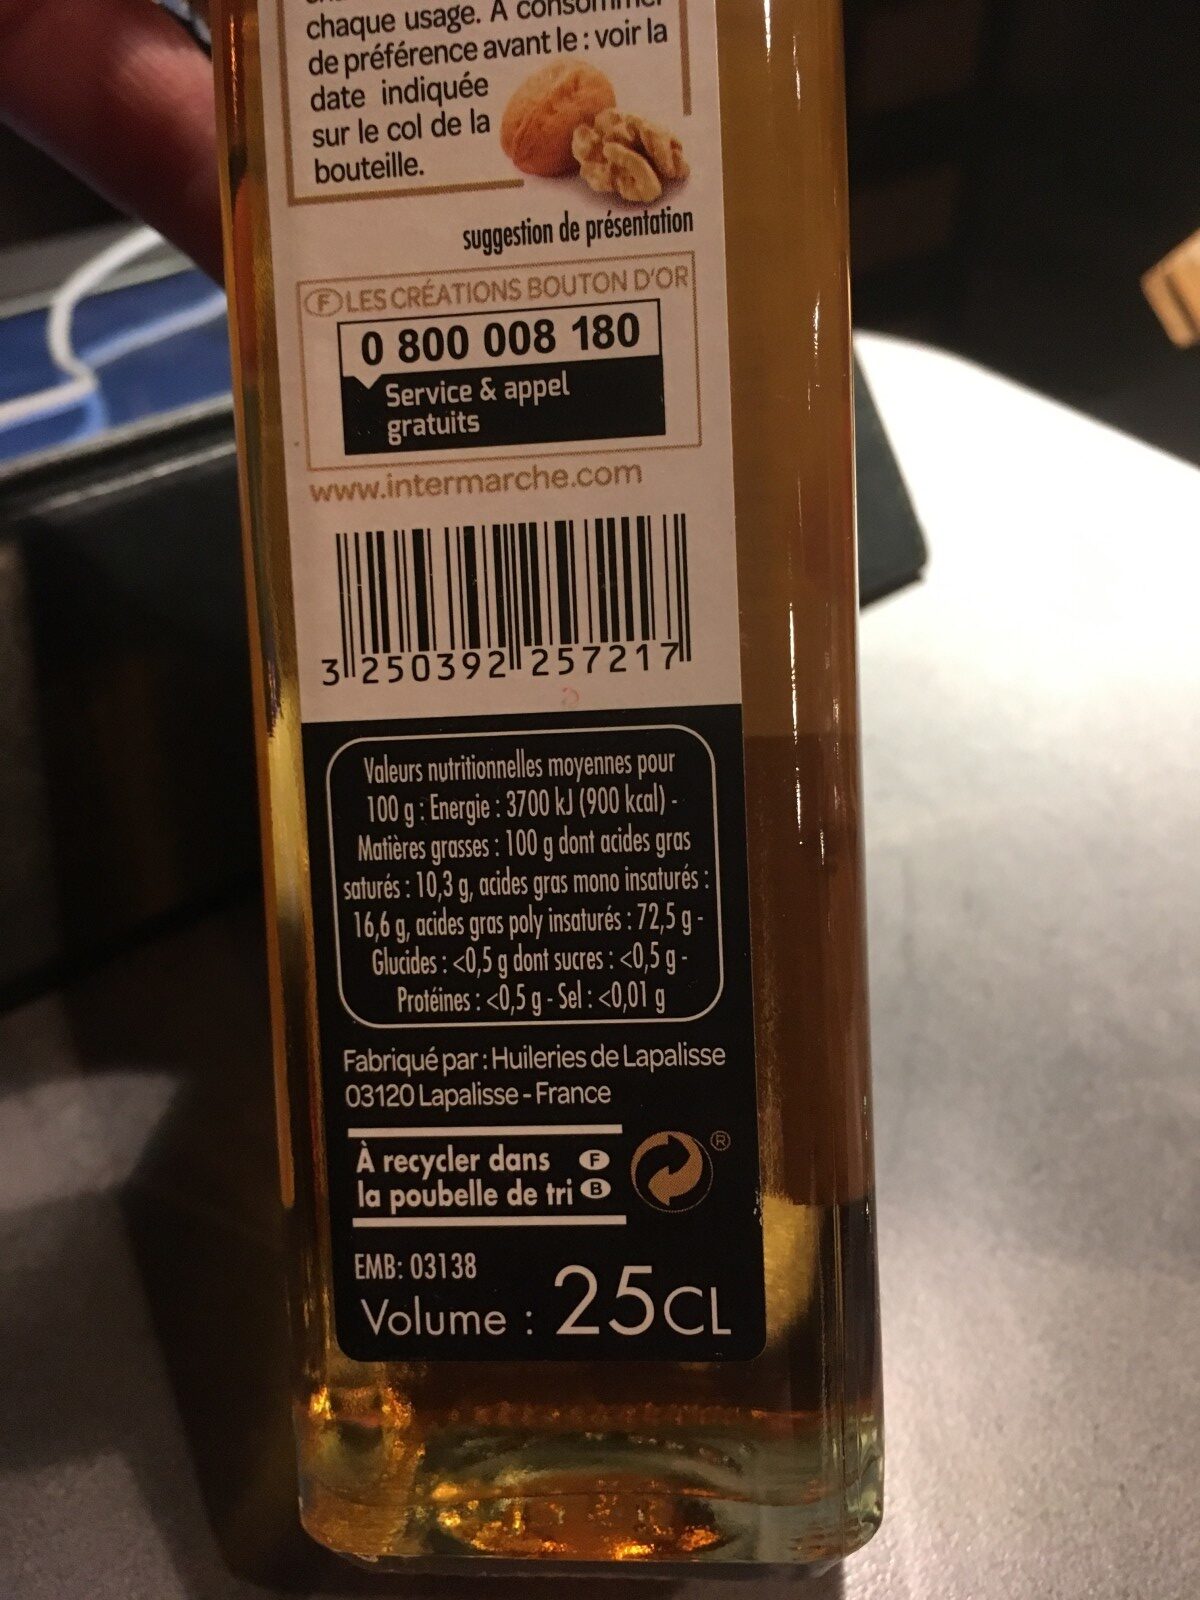 chaque usage. À consommer
de préférence avant le : voir la
date indiquée
sur le col de la
bouteille.
suggestion de présentation
F LES CRÉATIONS BOUTON D'OR
0 800 008 180
Service & appel
gratuits
www.intermarche.com
3 250392 257217
Valeurs nutritionnelles moyennes pour
100 g : Energie : 3700 kJ (900 kcal) -
Matières grasses : 100 g dont acides gras
saturés : 10,3 g, acides gras mono insaturés :
16,6 g, acides gras poly insaturés : 72,5 g -
Glucides : <0,5 g dont sucres : <0,5 g -
Protéines : <0,5 g - Sel : <0,01 g
Fabriqué par : Huileries de Lapalisse
03120 Lapalisse - France
À recycler dans F
la poubelle de tri B
®
EMB: 03138
Volume : 25CL